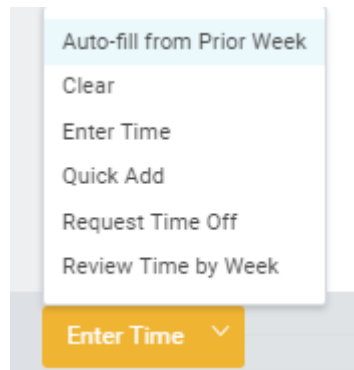 Auto-fill from Prior Week
Clear
Enter Time
Quick Add
Request Time Off
Review Time by Week
Enter Time